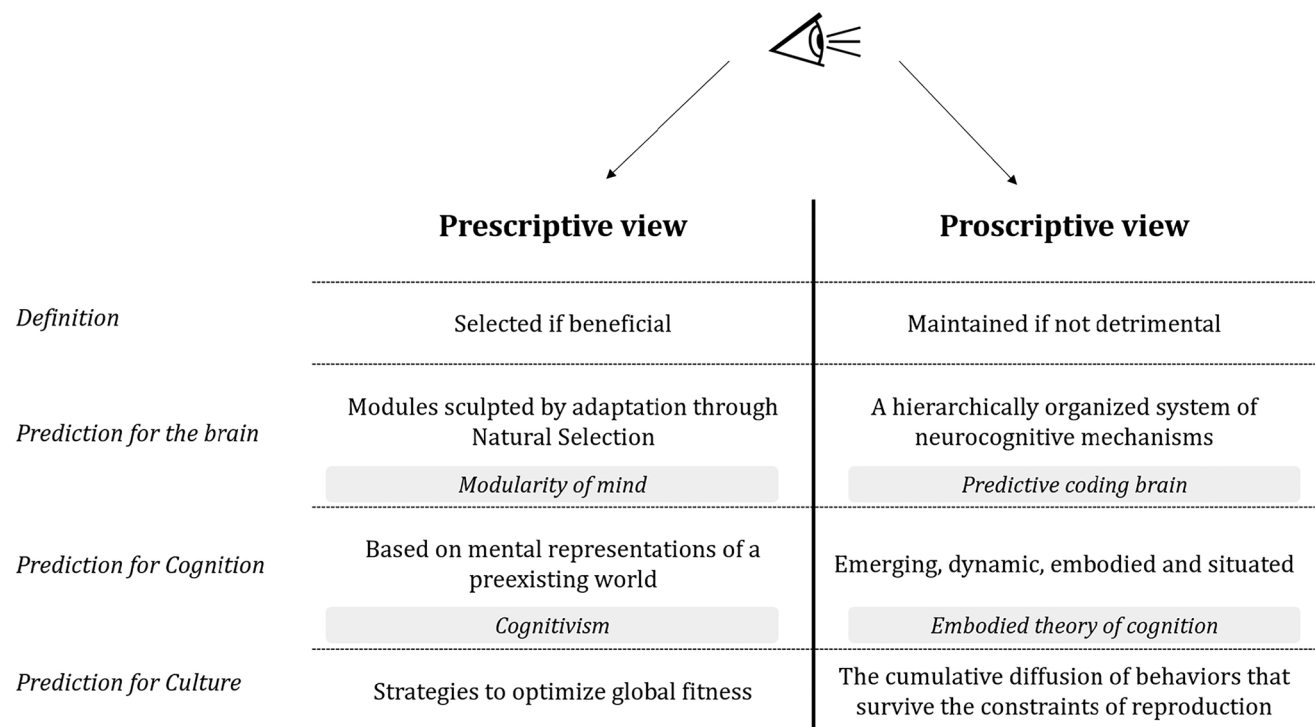 Prescriptive view
Proscriptive view
Definition
Selected if beneficial
Maintained if not detrimental
Prediction for the brain
Modules sculpted by adaptation through
Natural Selection
Modularity of mind
A hierarchically organized system of
neurocognitive mechanisms
Predictive coding brain
Prediction for Cognition
Based on mental representations of a
preexisting world
Cognitivism
Emerging, dynamic, embodied and situated
Embodied theory of cognition
Prediction for Culture
Strategies to optimize global fitness
The cumulative diffusion of behaviors that
survive the constraints of reproduction